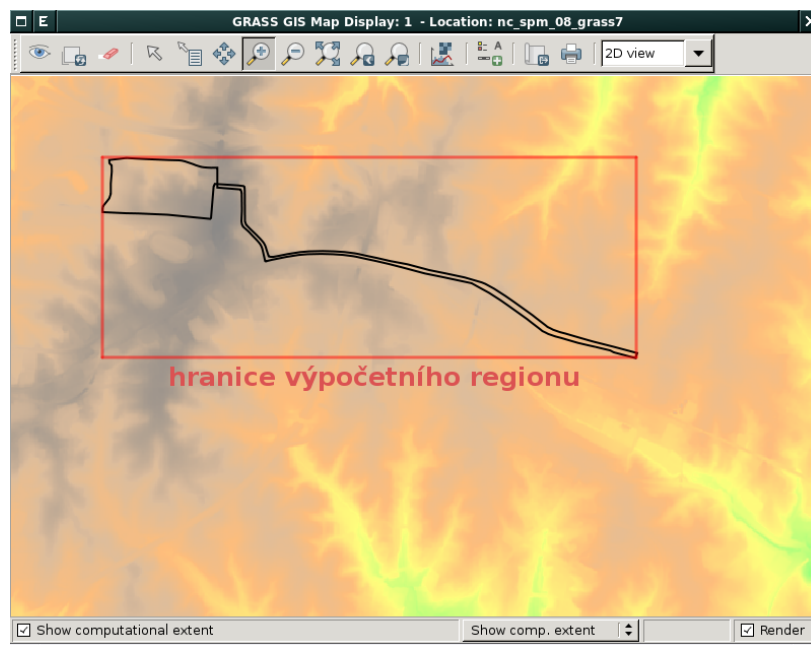 GRASS GIS Map Display: 1 - Location: nc_spm_08_grass7
2D view
hranice výpočetního regionu
Show computational extent
Show comp. extent
Render